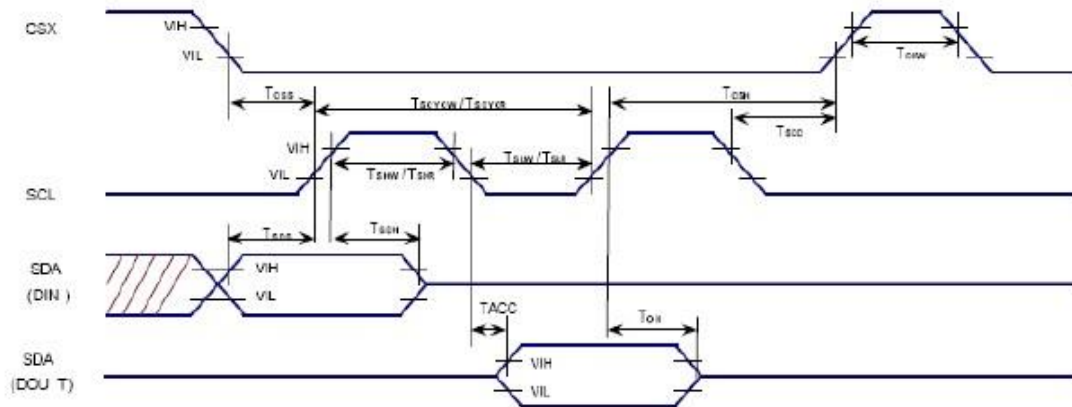 CSX
VIH
VIL
TCHW
TCSS
TSCYCW/TSCYCR
TCSH
TSCC
VIH
VIL
TSHW/TSHR
TSLW/TSLR
SCL
TSDS
TSDH
SDA
(DIN )
VIH
VIL
TACC
TOH
SDA
(DOU T)
VIH
VIL